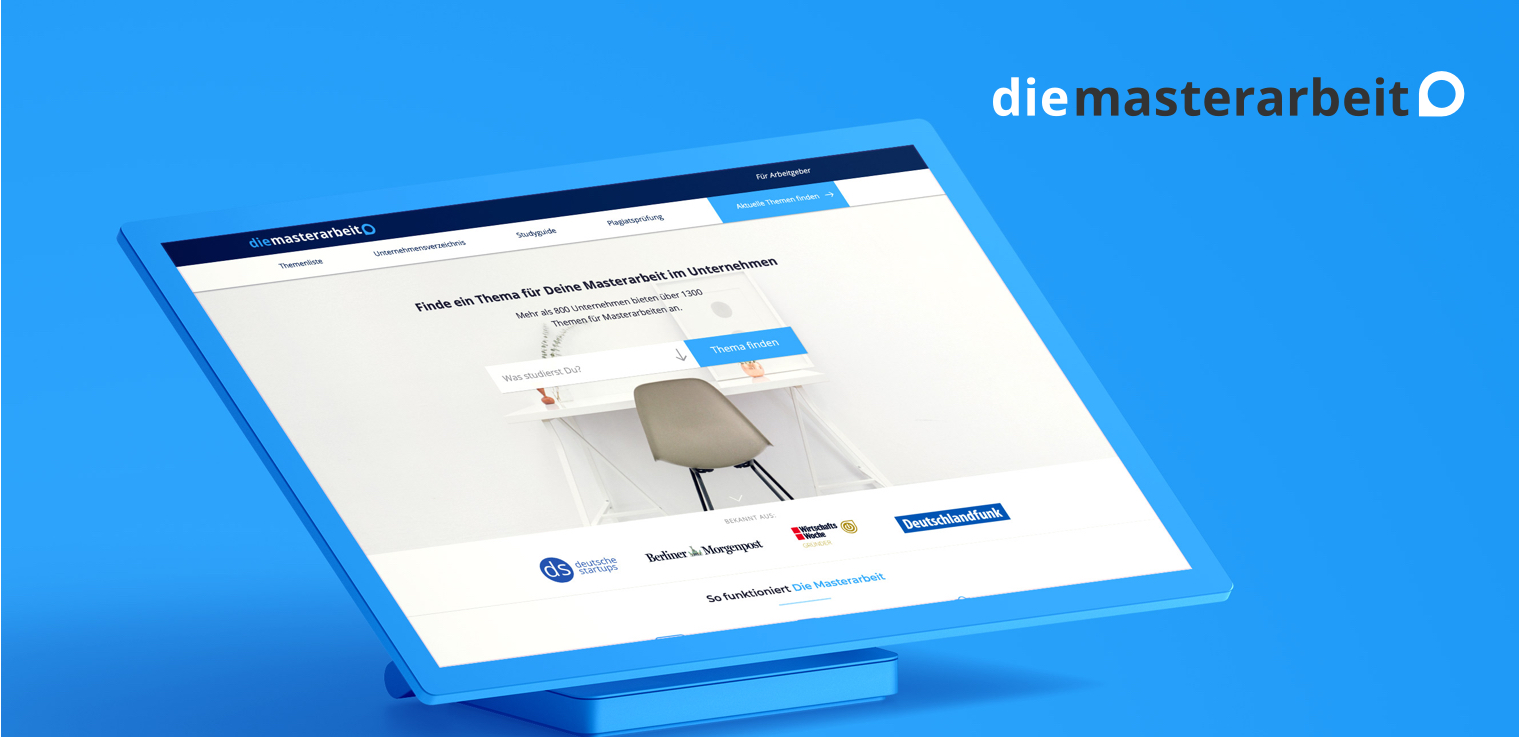 diemasterarbeit
Für Arbeitgeber
diemasterarbeit
Themenliste Unternehmensverzeichnis Studyguide Plagiatsprüfung Aktuelle Themen finden
Finde ein Thema für Deine Masterarbeit im Unternehmen
Mehr als 800 Unternehmen bieten über 1300
Themen für Masterarbeiten an.
Was studierst Du? Thema finden
BEKANNT AUS:
ds deutsche
startups
Berliner Morgenpost
Wirtschafts
Woche
GRÜNDER
Deutschlandfunk
So funktioniert Die Masterarbeit